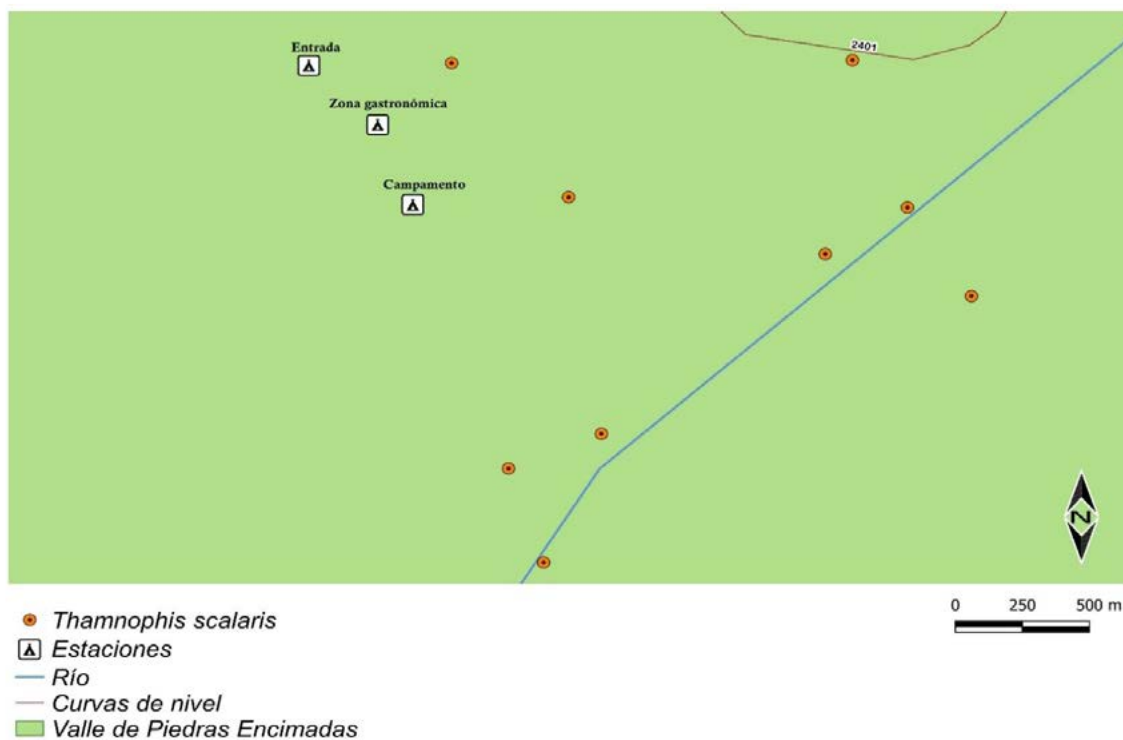 Entrada
2401
Zona gastronómica
Campamento
N
0 250 500 m
Thamnophis scalaris
Estaciones
Río
Curvas de nivel
Valle de Piedras Encimadas